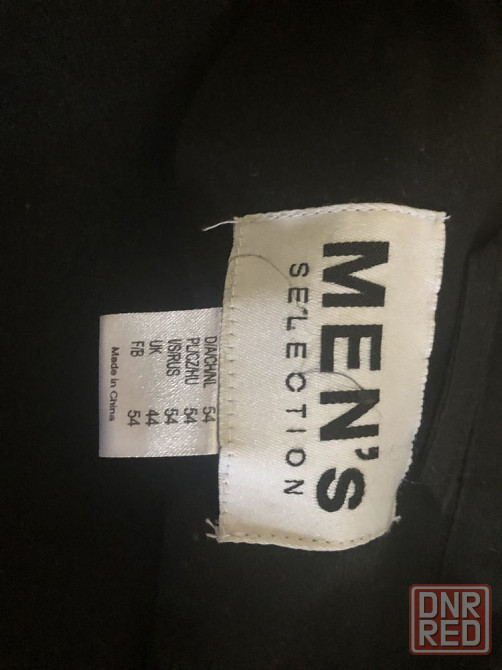 MEN'S
SELECTION
D/A/CH/NL 54
PL/CZ/HU 54
I/S/RUS 54
UK 44
F/B 54
Made in China
DNR
RED